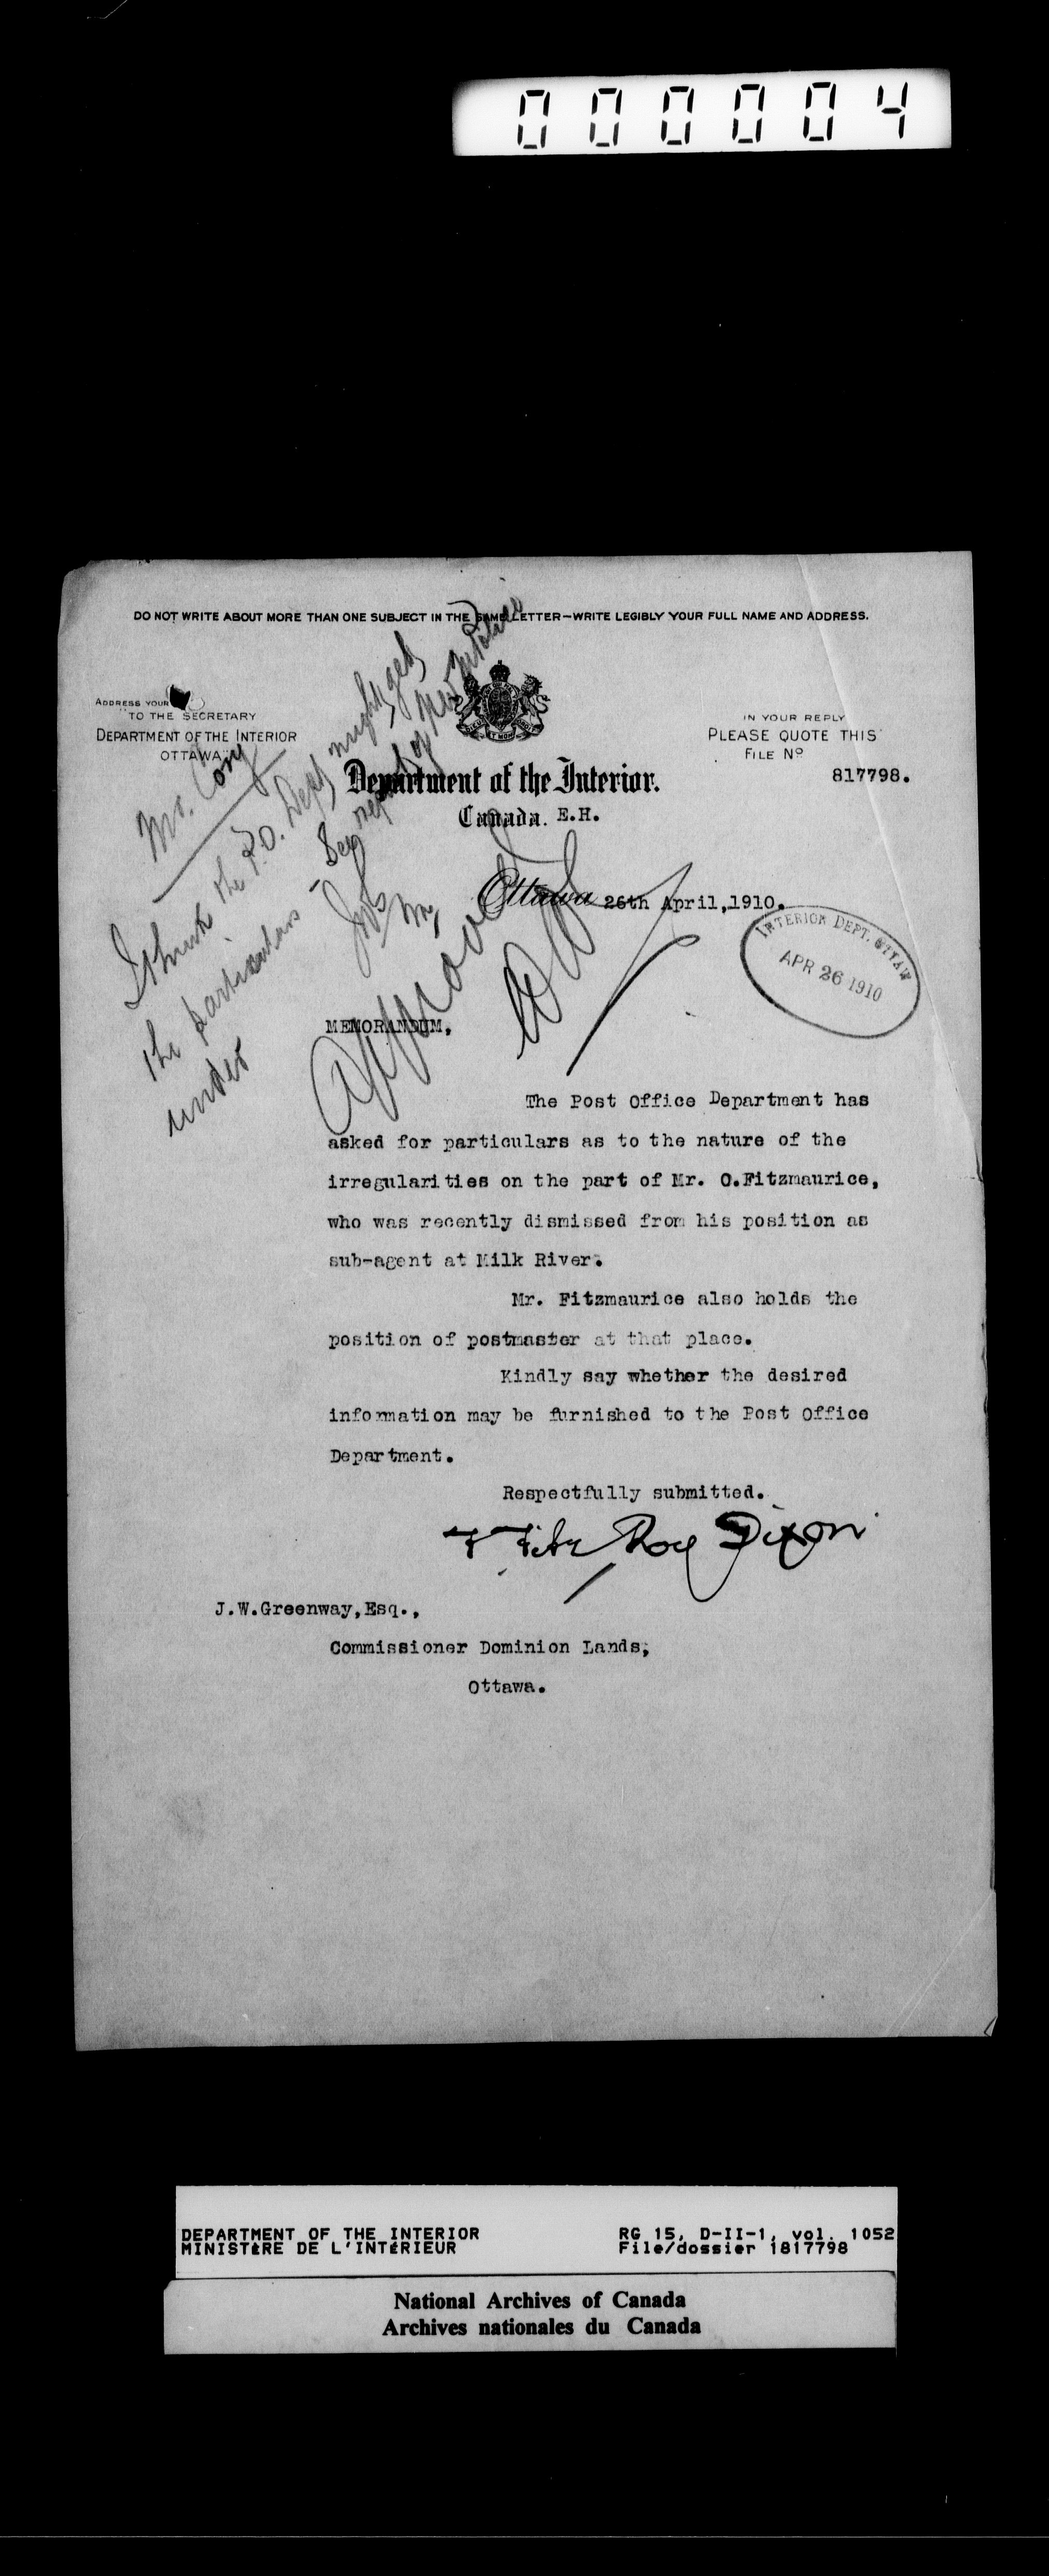 000004
DO NOT WRITE ABOUT MORE THAN ONE SUBJECT IN THE SAME LETTER—WRITE LEGIBLY YOUR FULL NAME AND ADDRESS.
ADDRESS YOUR
TO THE SECRETARY
DEPARTMENT OF THE INTERIOR
OTTAWA
IN YOUR REPLY
PLEASE QUOTE THIS
FILE No
817798.
Department of the Interior.
Canada. E.H.
Ottawa 26th April,1910.
INTERIOR DEPT. OTTAWA
APR 26 1910
Mr. Cory
I think the P.O. Dept might get
the particulars - See report of
under
Approved
MEMORANDUM,
The Post Office Department has
asked for particulars as to the nature of the
irregularities on the part of Mr. O.Fitzmaurice,
who was recently dismissed from his position as
sub-agent at Milk River.
Mr. Fitzmaurice also holds the
position of postmaster at that place.
Kindly say whether the desired
information may be furnished to the Post Office
Department.
Respectfully submitted.
Fitz Roy Dixon
J.W.Greenway,Esq.,
Commissioner Dominion Lands,
Ottawa.
DEPARTMENT OF THE INTERIOR
MINISTÈRE DE L'INTÉRIEUR
RG 15, D-II-1, vol. 1052
File/dossier 1817798
National Archives of Canada
Archives nationales du Canada